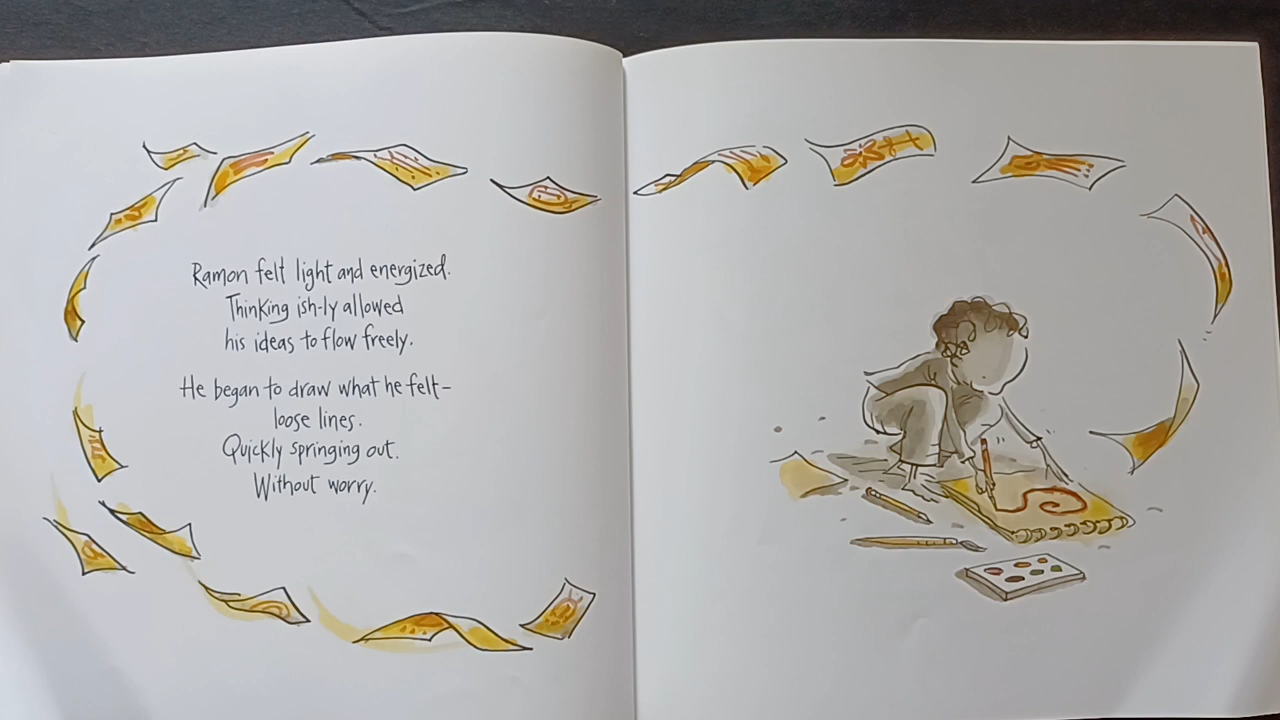 Ramon felt light and energized.
Thinking ish-ly allowed
his ideas to flow freely.
He began to draw what he felt–
loose lines.
Quickly springing out.
Without worry.